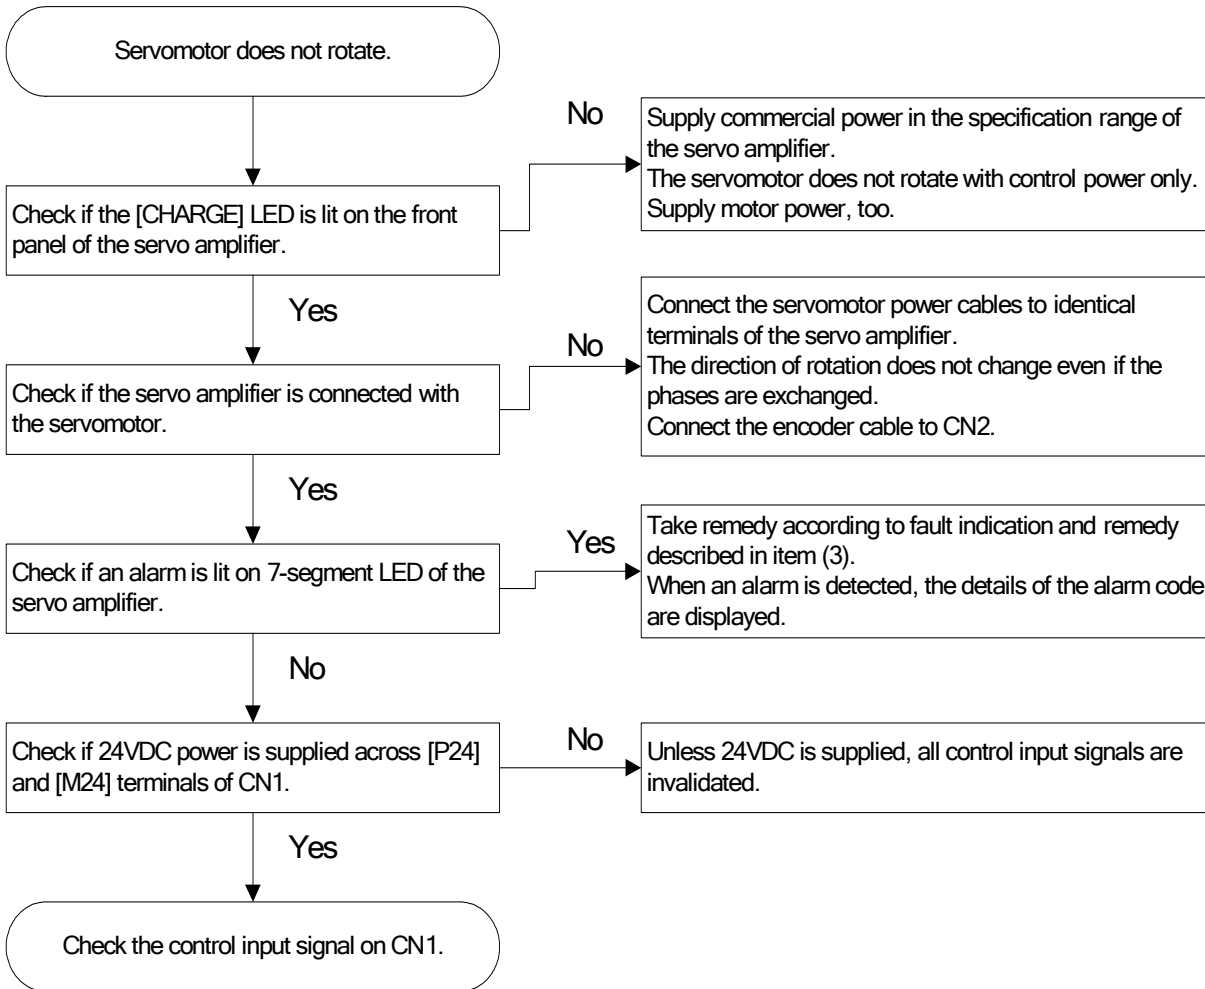 Servomotor does not rotate.
No
Supply commercial power in the specification range of
the servo amplifier.
The servomotor does not rotate with control power only.
Supply motor power, too.
Check if the [CHARGE] LED is lit on the front
panel of the servo amplifier.
Yes
No
Connect the servomotor power cables to identical
terminals of the servo amplifier.
The direction of rotation does not change even if the
phases are exchanged.
Connect the encoder cable to CN2.
Check if the servo amplifier is connected with
the servomotor.
Yes
Yes
Take remedy according to fault indication and remedy
described in item (3).
When an alarm is detected, the details of the alarm code
are displayed.
Check if an alarm is lit on 7-segment LED of the
servo amplifier.
No
No
Check if 24VDC power is supplied across [P24]
and [M24] terminals of CN1.
Unless 24VDC is supplied, all control input signals are
invalidated.
Yes
Check the control input signal on CN1.